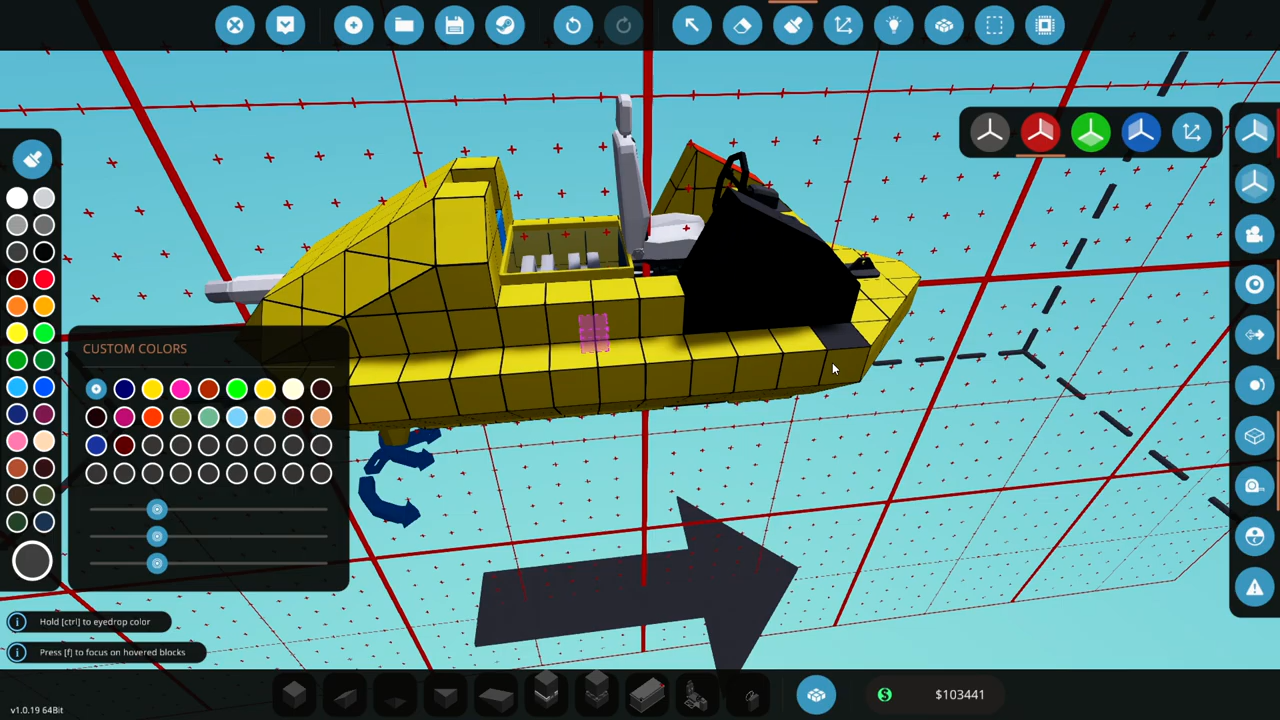 CUSTOM COLORS
Hold [ctrl] to eyedrop color
Press [f] to focus on hovered blocks
$103441
v1.0.19 64Bit